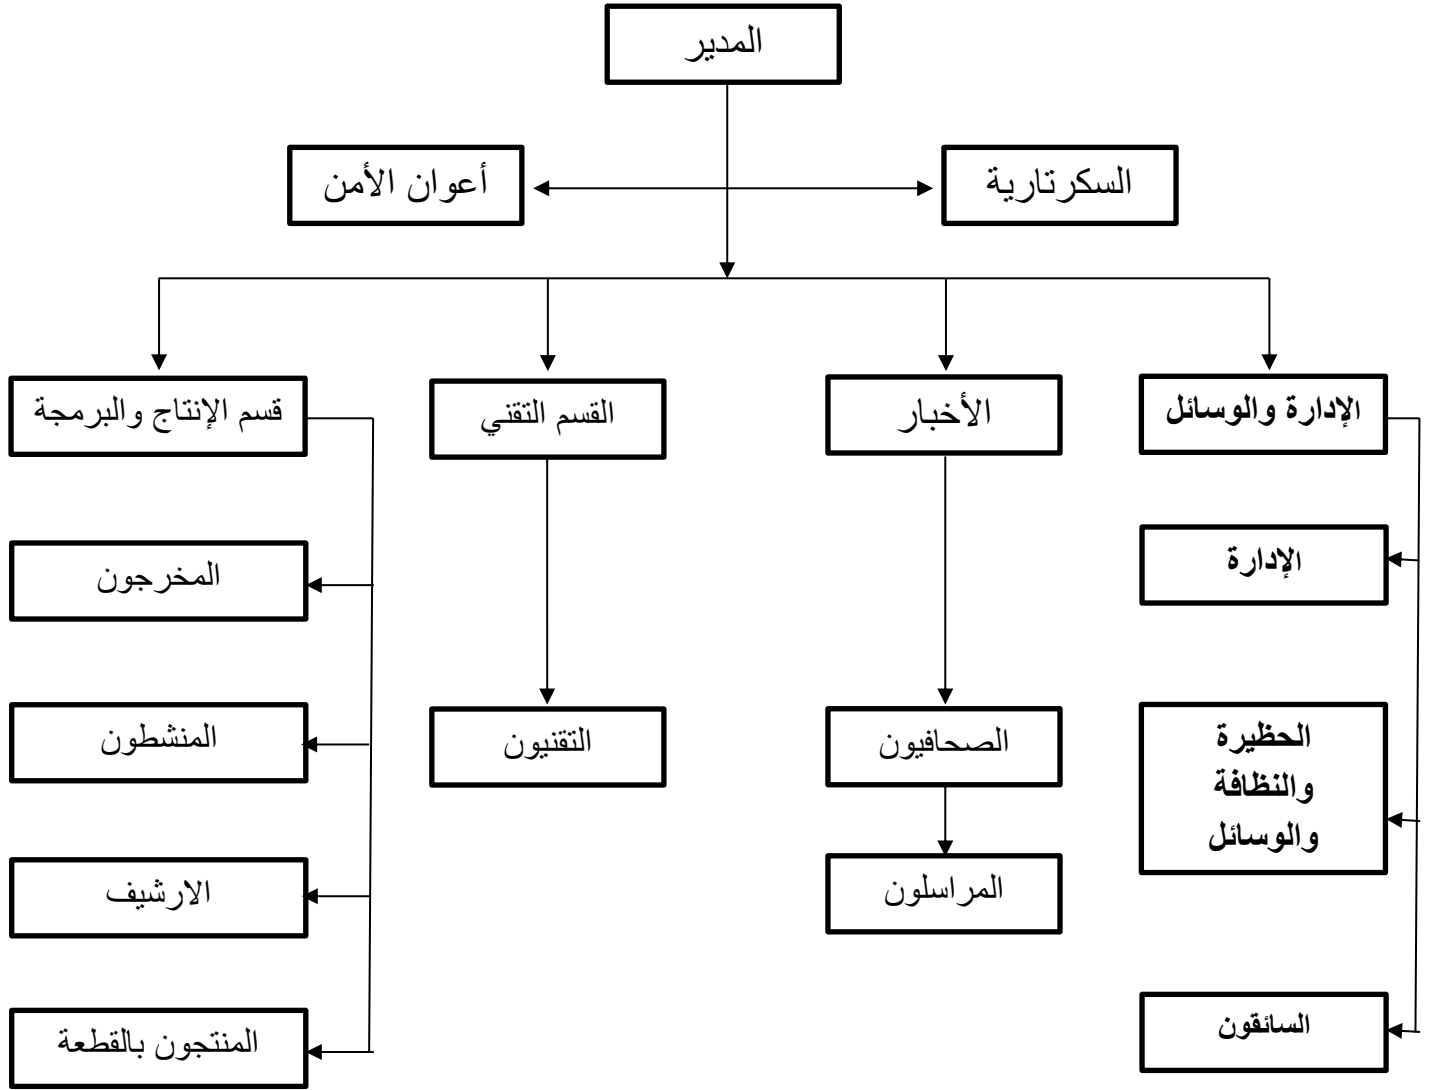 المدير
السكرتارية
أعوان الأمن
الإدارة والوسائل
الأخبار
القسم التقني
قسم الإنتاج والبرمجة
الإدارة
المخرجون
الحظيرة
والنظافة
والوسائل
الصحافيون
التقنيون
المنشطون
المراسلون
الارشيف
السائقون
المنتجون بالقطعة